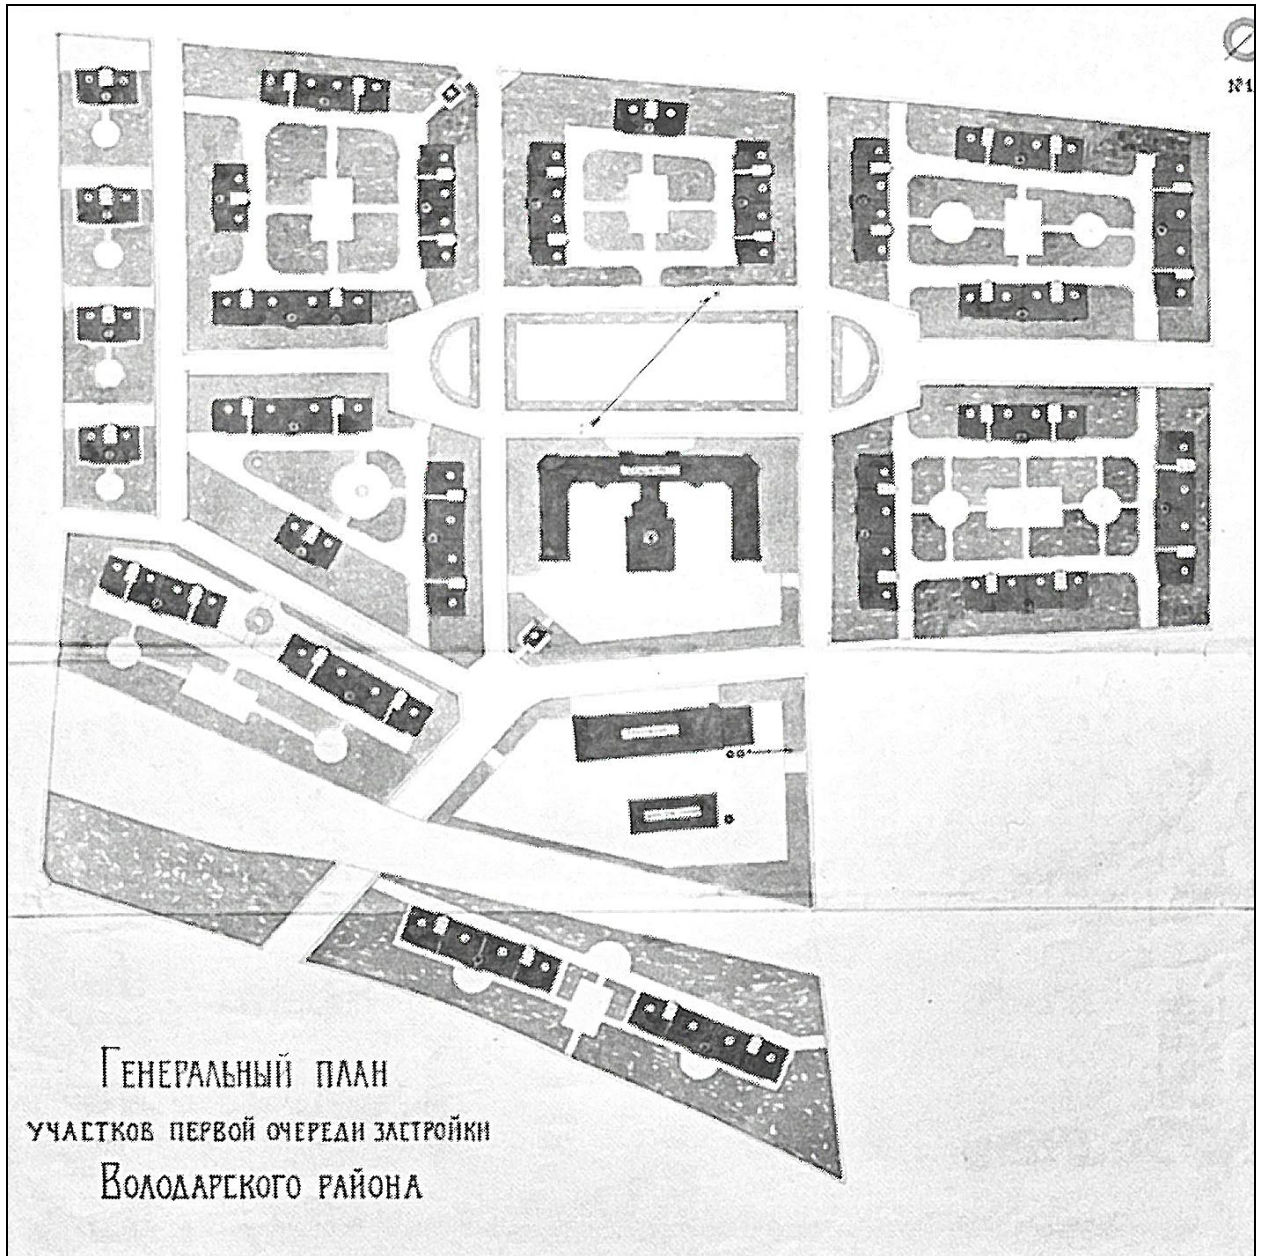 №1
Генеральный план
участков первой очереди застройки
Володарского района